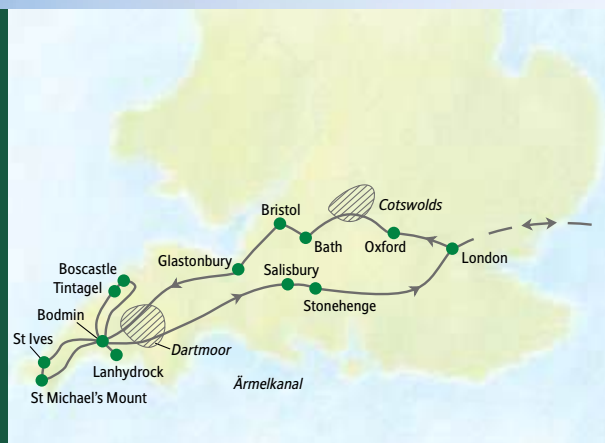 Cotswolds
Bristol
Bath
Oxford
London
Glastonbury
Salisbury
Stonehenge
Boscastle
Tintagel
Bodmin
St Ives
Dartmoor
Lanhydrock
St Michael's Mount
Ärmelkanal